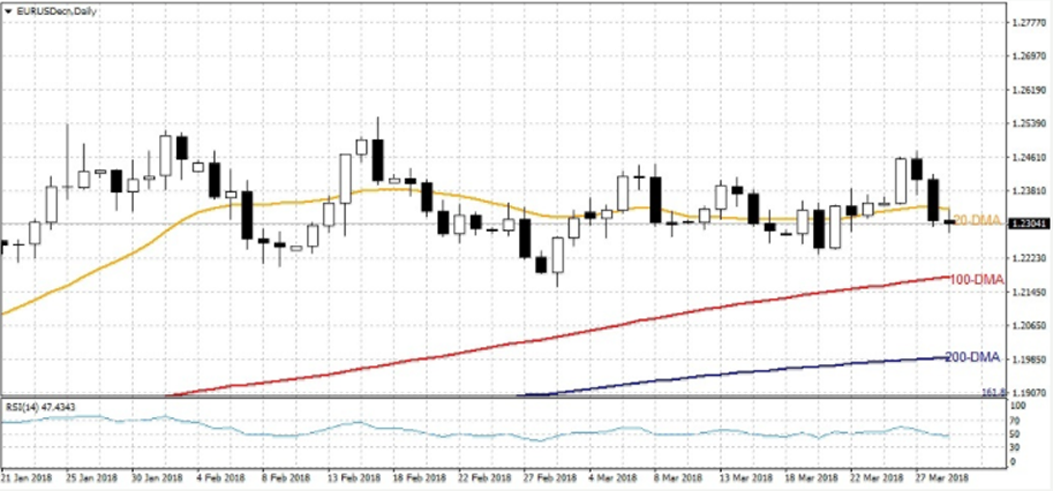 EURUSDecn,Daily
1.27770
1.26970
1.26190
1.25390
1.24610
1.23810
20-DMA
1.23041
1.22230
100-DMA
1.21450
1.20650
200-DMA
1.19850
161.8
1.19070
RSI(14) 47.4343
100
70
50
30
0
21 Jan 2018
25 Jan 2018
30 Jan 2018
4 Feb 2018
8 Feb 2018
13 Feb 2018
18 Feb 2018
22 Feb 2018
27 Feb 2018
4 Mar 2018
8 Mar 2018
13 Mar 2018
18 Mar 2018
22 Mar 2018
27 Mar 2018